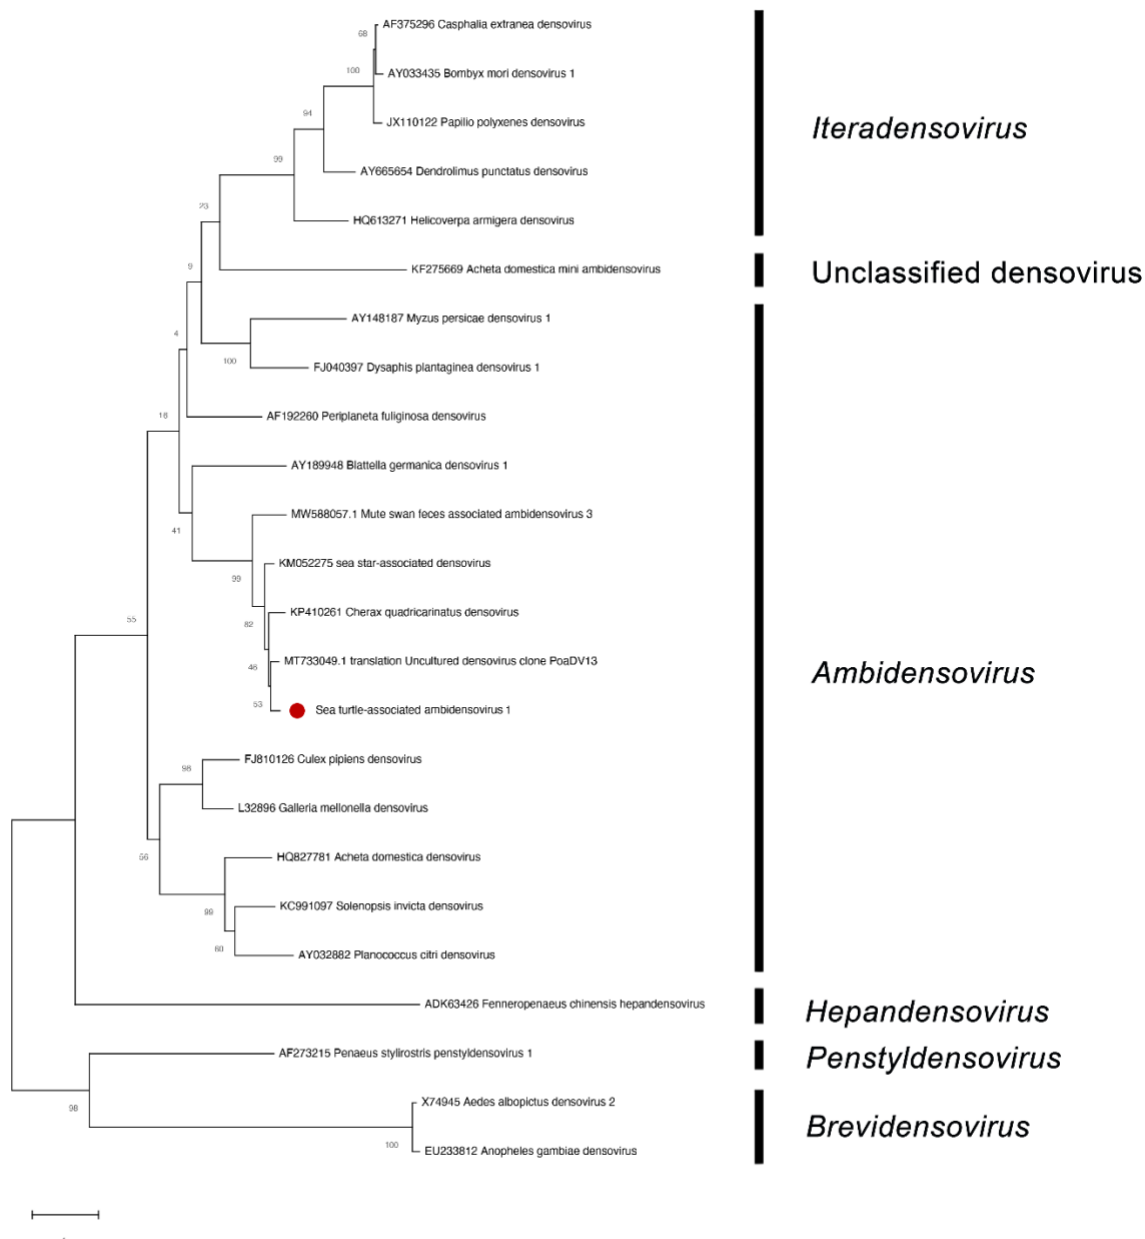 AF375296 Casphalia extranea densovirus
68
AY033435 Bombyx mori densovirus 1
100
JX110122 Papilio polyxenes densovirus
94
Iteradensovirus
99
AY665654 Dendrolimus punctatus densovirus
23
HQ613271 Helicoverpa armigera densovirus
9
KF275669 Acheta domestica mini ambidensovirus
Unclassified densovirus
AY148187 Myzus persicae densovirus 1
4
100
FJ040397 Dysaphis plantaginea densovirus 1
16
AF192260 Periplaneta fuliginosa densovirus
AY189948 Blattella germanica densovirus 1
41
MW588057.1 Mute swan feces associated ambidensovirus 3
KM052275 sea star-associated densovirus
99
KP410261 Cherax quadricarinatus densovirus
55
82
MT733049.1 translation Uncultured densovirus clone PoaDV13
46
Ambidensovirus
53
Sea turtle-associated ambidensovirus 1
FJ810126 Culex pipiens densovirus
98
L32896 Galleria mellonella densovirus
56
HQ827781 Acheta domestica densovirus
99
KC991097 Solenopsis invicta densovirus
60
AY032882 Planococcus citri densovirus
ADK63426 Fenneropenaeus chinensis hepandensovirus
Hepandensovirus
AF273215 Penaeus stylirostris penstyldensovirus 1
Penstyldensovirus
98
X74945 Aedes albopictus densovirus 2
Brevidensovirus
100
EU233812 Anopheles gambiae densovirus